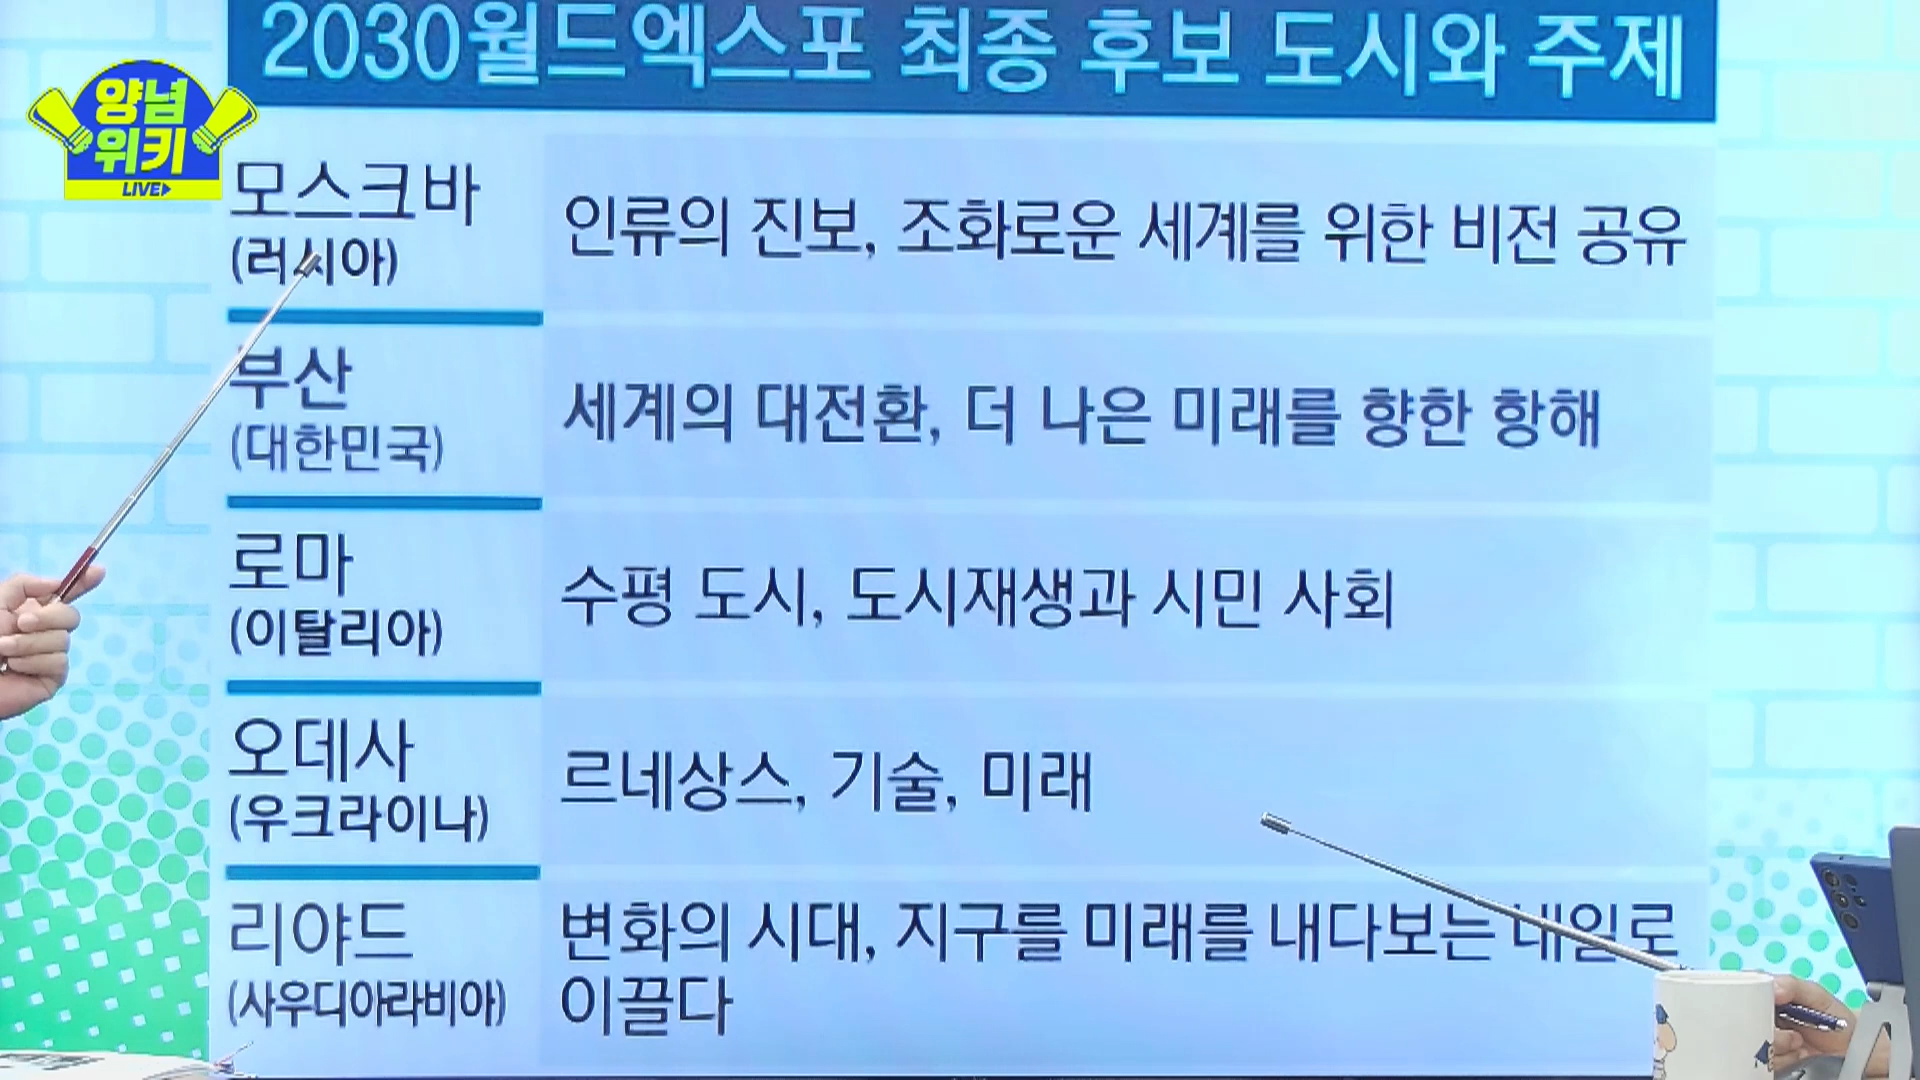 2030월드엑스포 최종 후보 도시와 주제
양념
위키
LIVE
모스크바
(러시아)
인류의 진보, 조화로운 세계를 위한 비전 공유
부산
(대한민국)
세계의 대전환, 더 나은 미래를 향한 항해
로마
(이탈리아)
수평 도시, 도시재생과 시민 사회
오데사
(우크라이나)
르네상스, 기술, 미래
리야드
(사우디아라비아)
변화의 시대, 지구를 미래를 내다보는 내일로
이끌다